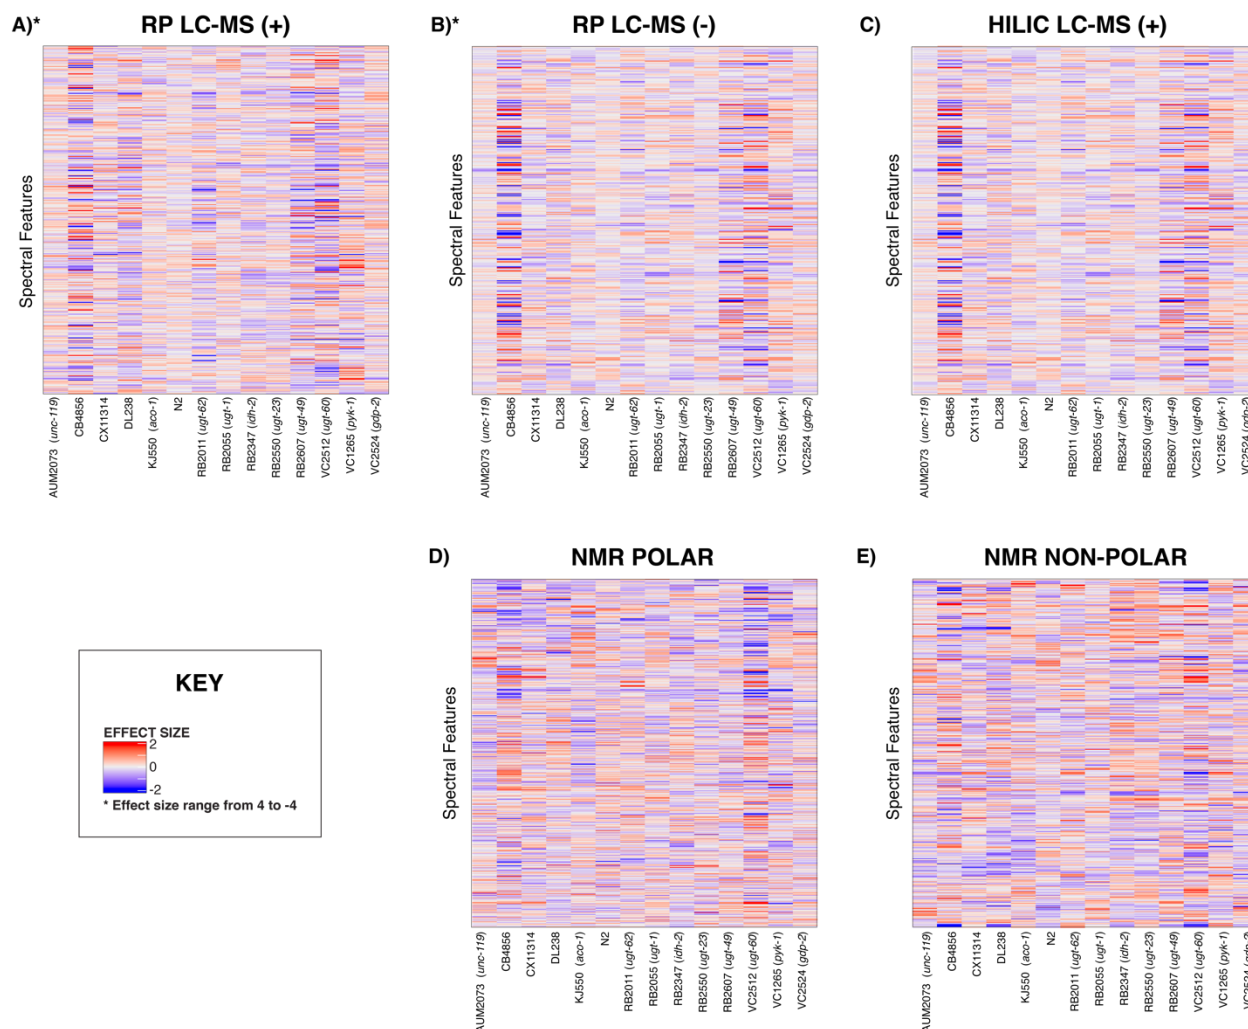 A)* RP LC-MS (+)
B)* RP LC-MS (-)
C) HILIC LC-MS (+)
Spectral Features
Spectral Features
Spectral Features
AUM2073 (unc-119)
CB4856
CX11314
DL238
KJ550 (aco-1)
N2
RB2011 (ugt-62)
RB2055 (ugt-1)
RB2347 (idh-2)
RB2550 (ugt-23)
RB2607 (ugt-49)
VC2512 (ugt-60)
VC1265 (pyk-1)
VC2524 (gdp-2)
AUM2073 (unc-119)
CB4856
CX11314
DL238
KJ550 (aco-1)
N2
RB2011 (ugt-62)
RB2055 (ugt-1)
RB2347 (idh-2)
RB2550 (ugt-23)
RB2607 (ugt-49)
VC2512 (ugt-60)
VC1265 (pyk-1)
VC2524 (gdp-2)
AUM2073 (unc-119)
CB4856
CX11314
DL238
KJ550 (aco-1)
N2
RB2011 (ugt-62)
RB2055 (ugt-1)
RB2347 (idh-2)
RB2550 (ugt-23)
RB2607 (ugt-49)
VC2512 (ugt-60)
VC1265 (pyk-1)
VC2524 (gdp-2)
D) NMR POLAR
E) NMR NON-POLAR
Spectral Features
Spectral Features
KEY
EFFECT SIZE
2
0
-2
* Effect size range from 4 to -4
AUM2073 (unc-119)
CB4856
CX11314
DL238
KJ550 (aco-1)
N2
RB2011 (ugt-62)
RB2055 (ugt-1)
RB2347 (idh-2)
RB2550 (ugt-23)
RB2607 (ugt-49)
VC2512 (ugt-60)
VC1265 (pyk-1)
VC2524 (gdp-2)
AUM2073 (unc-119)
CB4856
CX11314
DL238
KJ550 (aco-1)
N2
RB2011 (ugt-62)
RB2055 (ugt-1)
RB2347 (idh-2)
RB2550 (ugt-23)
RB2607 (ugt-49)
VC2512 (ugt-60)
VC1265 (pyk-1)
VC2524 (gdp-2)